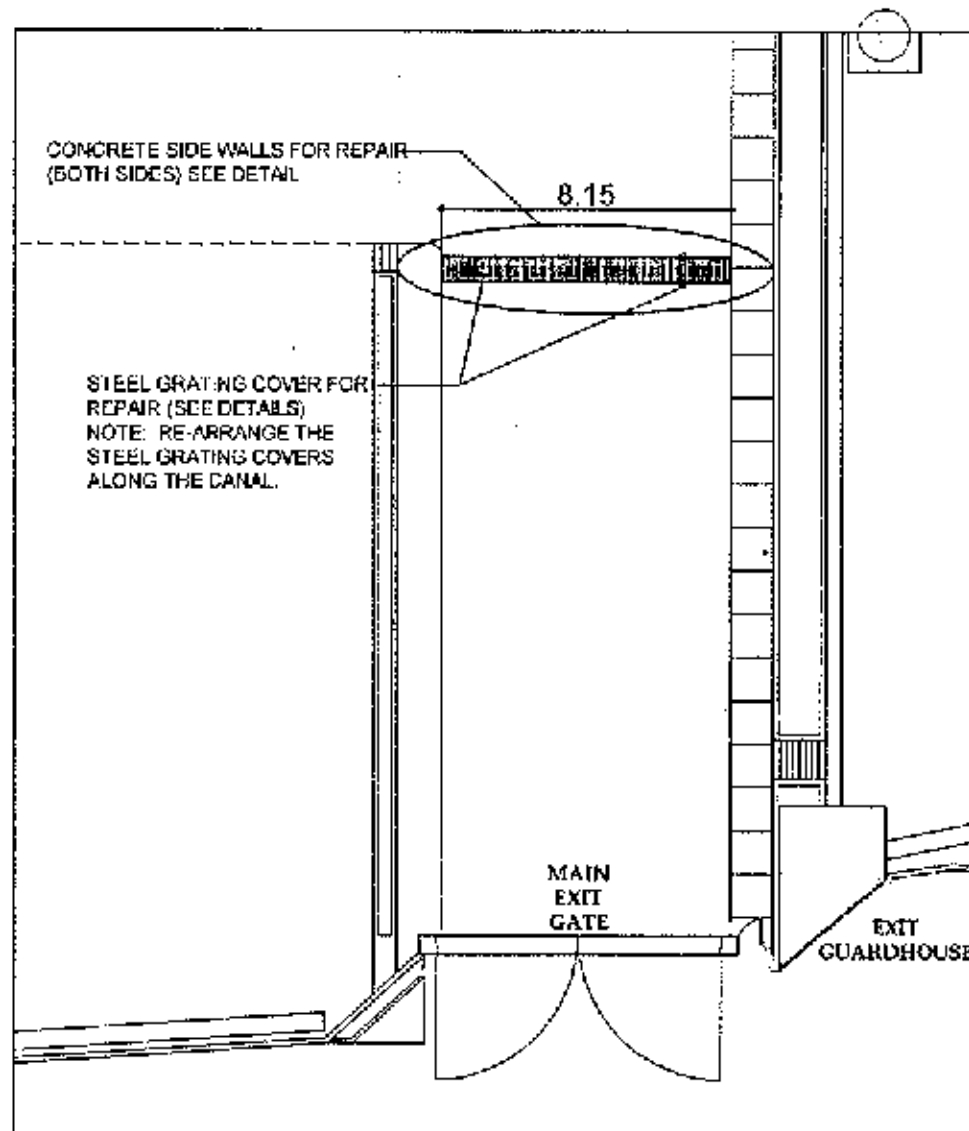 CONCRETE SIDE WALLS FOR REPAIR
(BOTH SIDES) SEE DETAIL
8.15
STEEL GRATING COVER FOR
REPAIR (SEE DETAILS)
NOTE: RE-ARRANGE THE
STEEL GRATING COVERS
ALONG THE CANAL.
MAIN
EXIT
GATE
EXIT
GUARDHOUSE